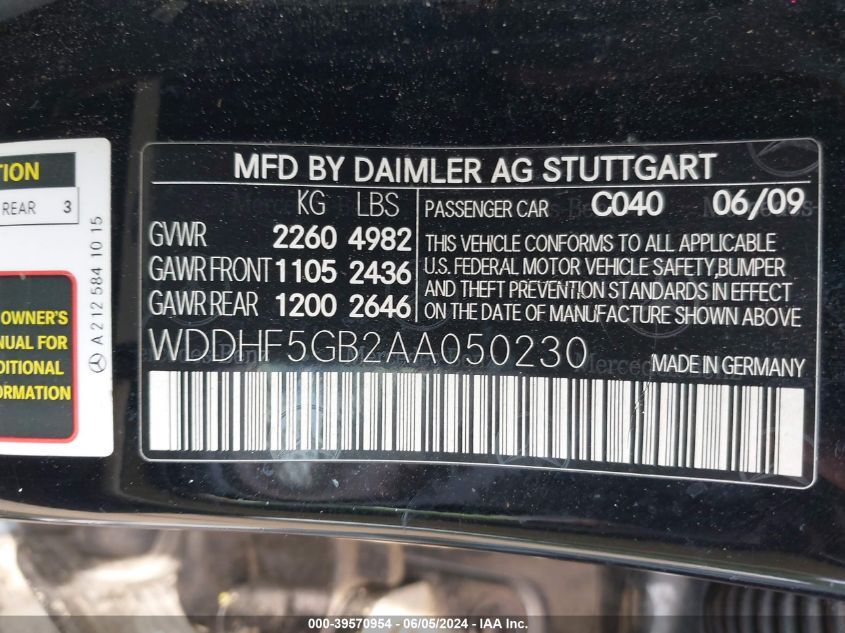 TION
REAR 3
OWNER'S
NUAL FOR
DITIONAL
ORMATION
A 212 584 10 15
MFD BY DAIMLER AG STUTTGART
KG LBS
GVWR 2260 4982
GAWR FRONT 1105 2436
GAWR REAR 1200 2646
PASSENGER CAR C040 06/09
THIS VEHICLE CONFORMS TO ALL APPLICABLE
U.S. FEDERAL MOTOR VEHICLE SAFETY,BUMPER
AND THEFT PREVENTION STANDARDS IN EFFECT
ON THE DATE OF MANUFACTURE SHOWN ABOVE
WDDHF5GB2AA050230
MADE IN GERMANY
000-39570954 - 06/05/2024 - © IAA Inc.